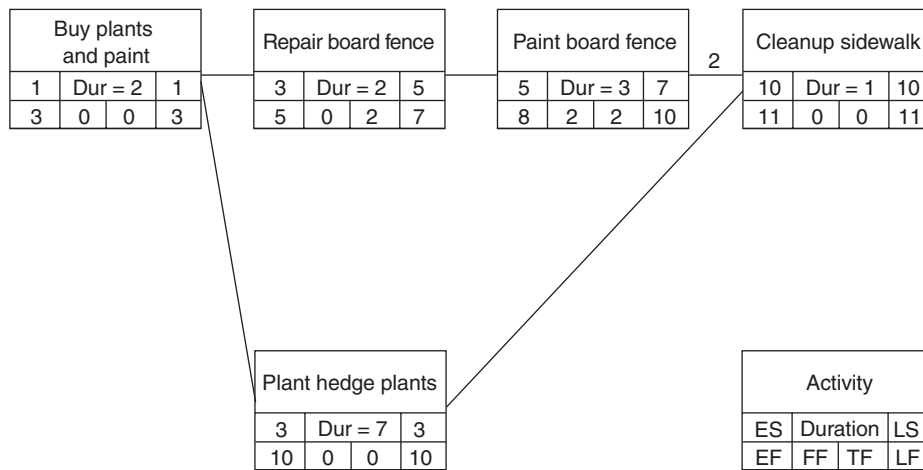 Buy plants
and paint
1 Dur = 2 1
3 0 0 3
Repair board fence
3 Dur = 2 5
5 0 2 7
Paint board fence
5 Dur = 3 7
8 2 2 10
2
Cleanup sidewalk
10 Dur = 1 10
11 0 0 11
Plant hedge plants
3 Dur = 7 3
10 0 0 10
Activity
ES Duration LS
EF FF TF LF